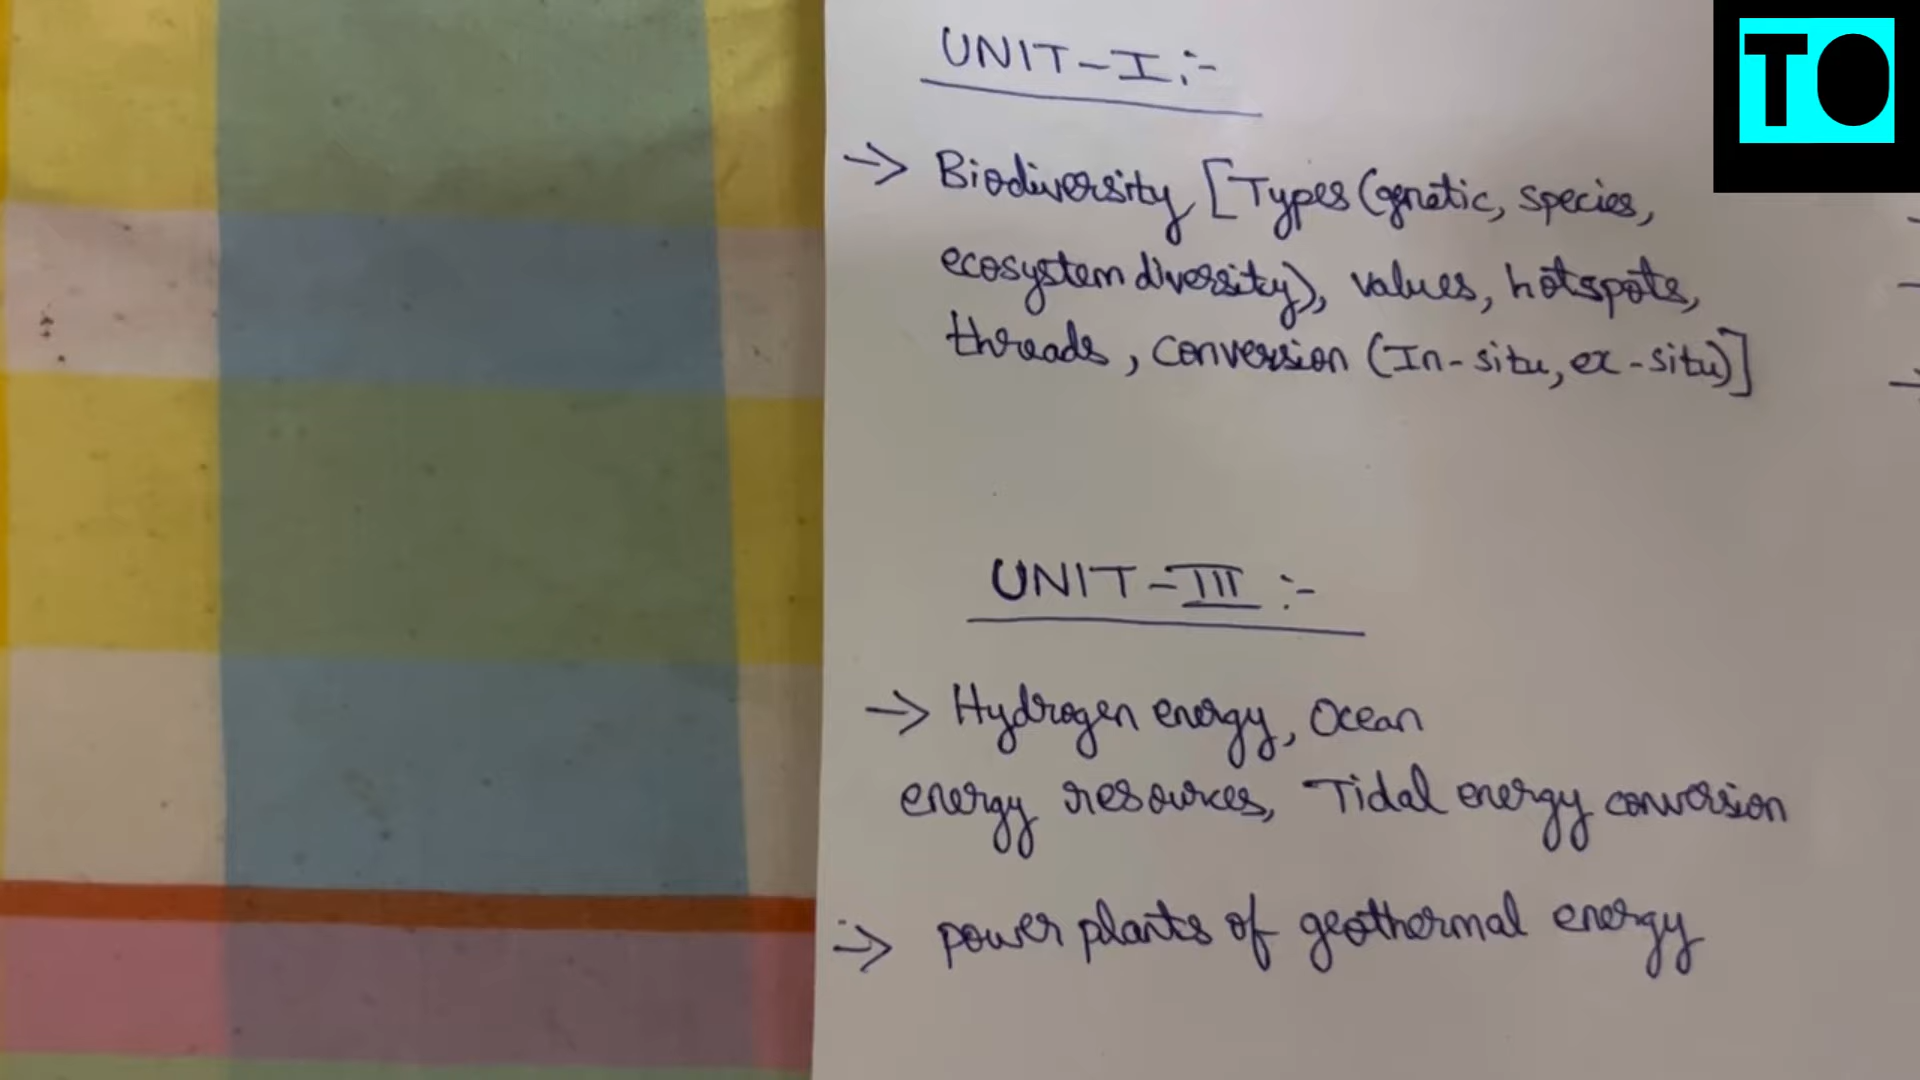 TO
UNIT-I:-
→ Biodiversity [Types (genetic, species,
ecosystem diversity), values, hotspots,
threads, conversion (In-situ, ex-situ)]
UNIT-III :-
→ Hydrogen energy, Ocean
energy resources, Tidal energy conversion
→ power plants of geothermal energy